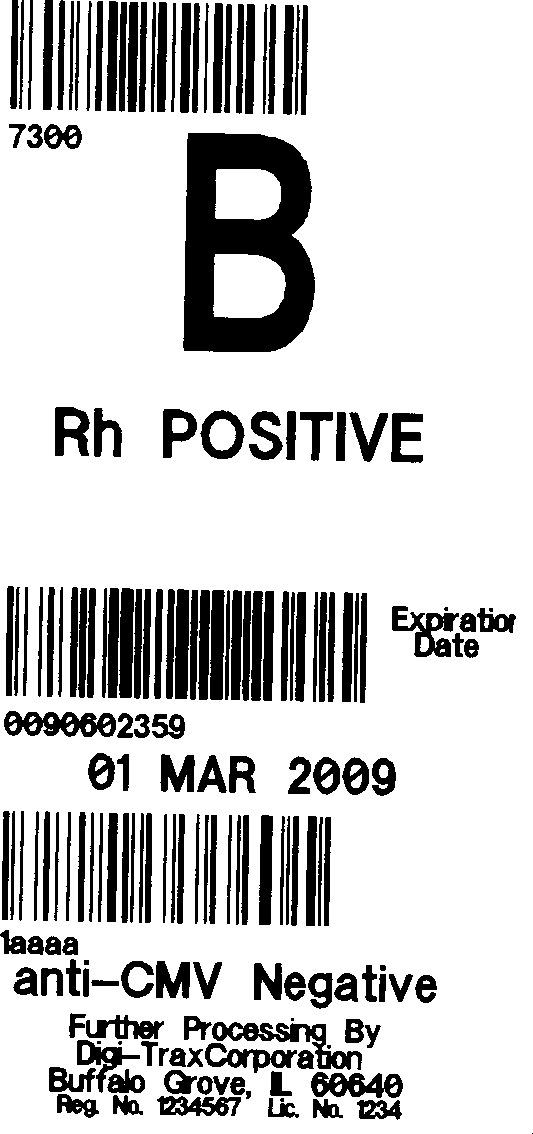 7300
B
Rh POSITIVE
Expiration
Date
0090602359
01 MAR 2009
1aaaa
anti-CMV Negative
Further Processing By
Digi-TraxCorporation
Buffalo Grove, IL 60640
Reg. No. 1234567 Lic. No. 1234